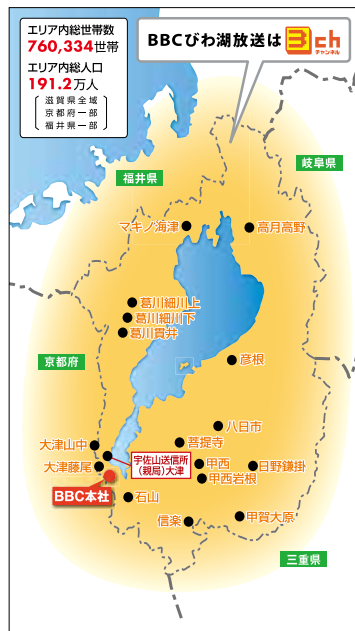 エリア内総世帯数
760,334世帯
エリア内総人口
191.2万人
滋賀県全域
京都府一部
福井県一部
BBCびわ湖放送は
3ch
チャンネル
岐阜県
福井県
マキノ海津
高月高野
葛川細川上
葛川細川下
葛川貫井
京都府
彦根
八日市
菩提寺
大津山中
宇佐山送信所
(親局)大津
甲西
日野鎌掛
大津藤尾
甲西岩根
BBC本社
石山
信楽
甲賀大原
三重県